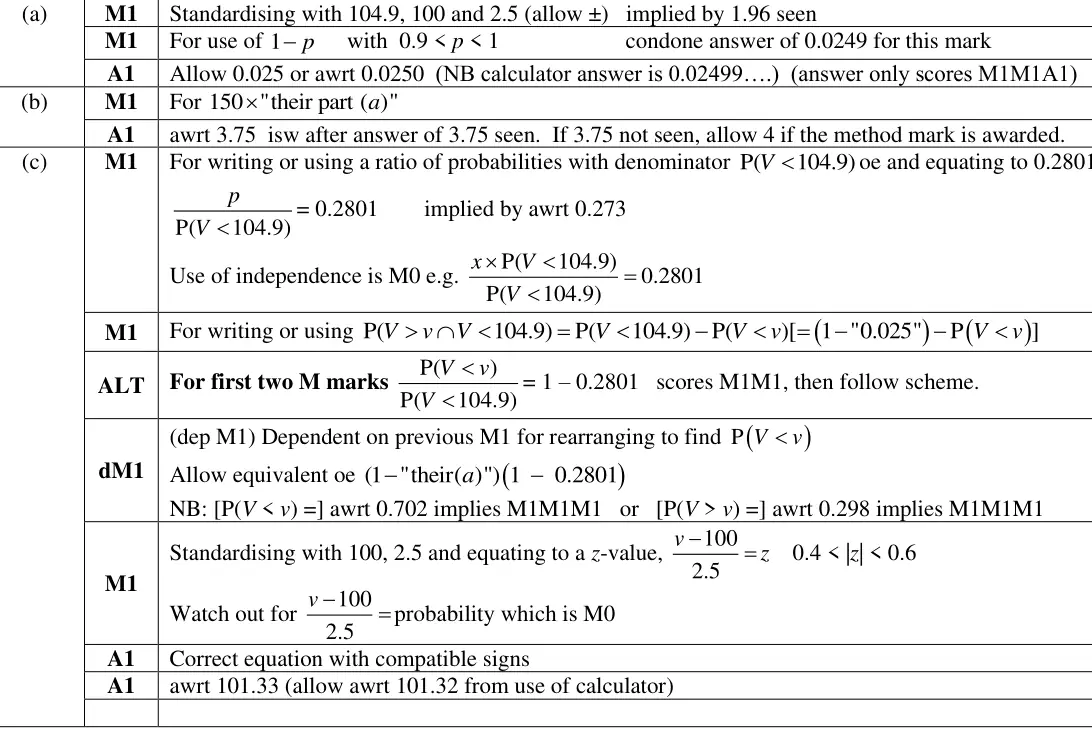 (a) M1 Standardising with 104.9, 100 and 2.5 (allow ±) implied by 1.96 seen
M1 For use of 1 − p with 0.9 < p < 1 condone answer of 0.0249 for this mark
A1 Allow 0.025 or awrt 0.0250 (NB calculator answer is 0.02499….) (answer only scores M1M1A1)
(b) M1 For 150×"their part (a)"
A1 awrt 3.75 isw after answer of 3.75 seen. If 3.75 not seen, allow 4 if the method mark is awarded.
(c) M1 For writing or using a ratio of probabilities with denominator P(V < 104.9) oe and equating to 0.2801
p / P(V < 104.9) = 0.2801 implied by awrt 0.273
Use of independence is M0 e.g. x × P(V < 104.9) / P(V < 104.9) = 0.2801
M1 For writing or using P(V > v ∩ V < 104.9) = P(V < 104.9) − P(V < v)[= (1 − "0.025") − P(V < v)]
ALT For first two M marks P(V < v) / P(V < 104.9) = 1 – 0.2801 scores M1M1, then follow scheme.
(dep M1) Dependent on previous M1 for rearranging to find P(V < v)
dM1 Allow equivalent oe (1−"their(a)")(1 − 0.2801)
NB: [P(V < v) =] awrt 0.702 implies M1M1M1 or [P(V > v) =] awrt 0.298 implies M1M1M1
M1 Standardising with 100, 2.5 and equating to a z-value, v − 100 / 2.5 = z 0.4 < |z| < 0.6
Watch out for v − 100 / 2.5 = probability which is M0
A1 Correct equation with compatible signs
A1 awrt 101.33 (allow awrt 101.32 from use of calculator)